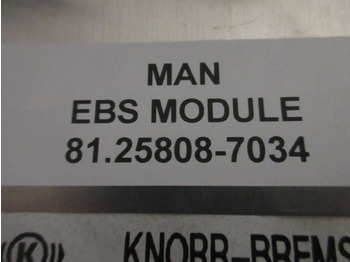 MAN
EBS MODULE
81.25808-7034
((K)) KNORR-BREMS